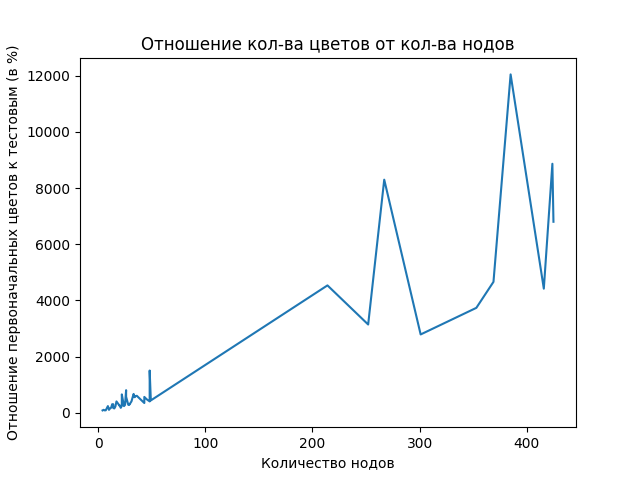 Отношение кол-ва цветов от кол-ва нодов
Отношение первоначальных цветов к тестовым (в %)
12000
10000
8000
6000
4000
2000
0
0 100 200 300 400
Количество нодов